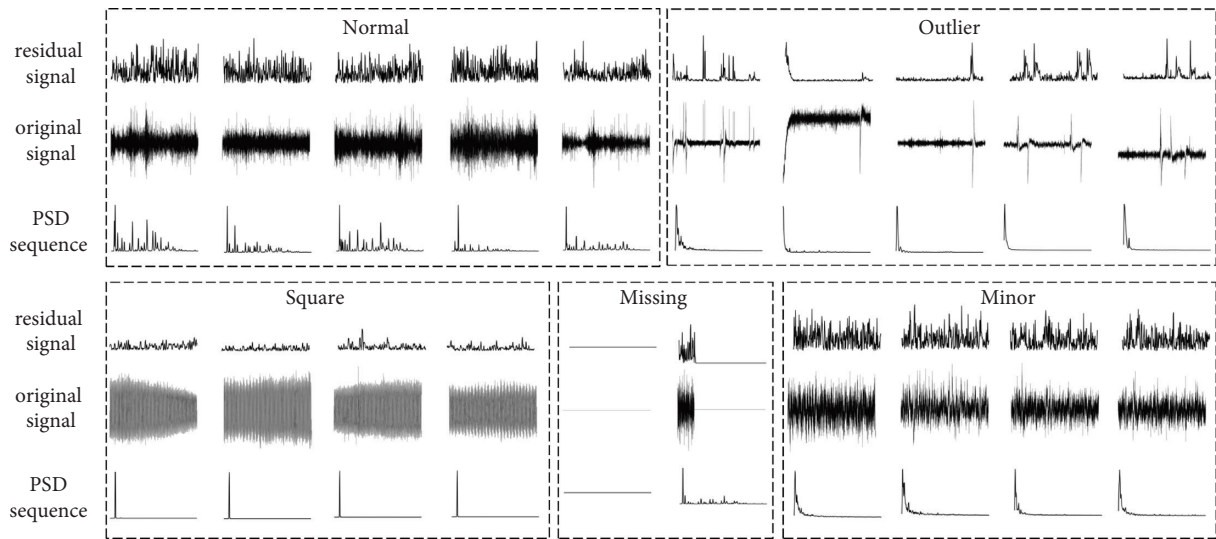 Normal
Outlier
residual
signal
original
signal
PSD
sequence
Square
Missing
Minor
residual
signal
original
signal
PSD
sequence